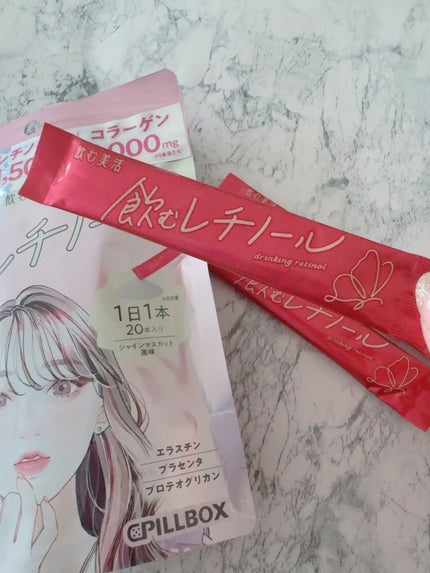 コラーゲン
000mg
飲む美活
飲むレチノール
drinking retinol
飲むレチノール
drinking retinol
1日1本
20本入り
シャインマスカット
風味
エラスチン
プラセンタ
プロテオグリカン
PILLBOX